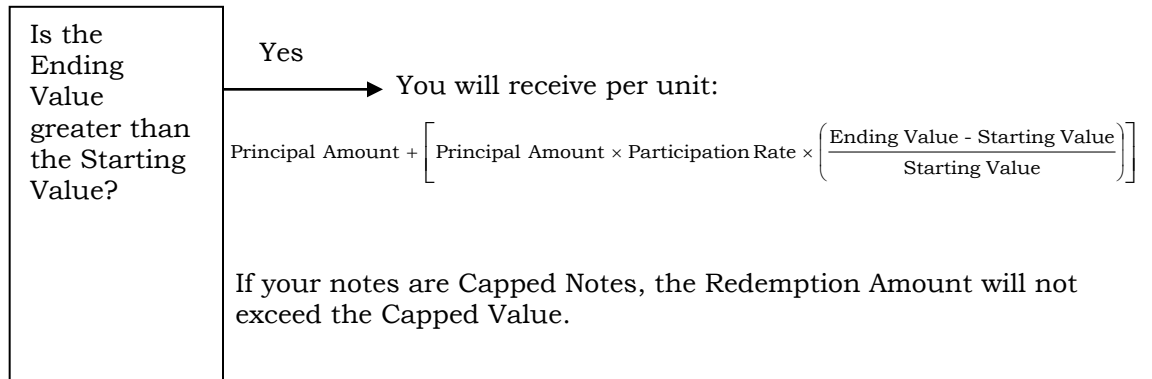 Is the
Ending
Value
greater than
the Starting
Value?
Yes
You will receive per unit:
Principal Amount + [ Principal Amount × Participation Rate × ( Ending Value - Starting Value / Starting Value ) ]
If your notes are Capped Notes, the Redemption Amount will not
exceed the Capped Value.